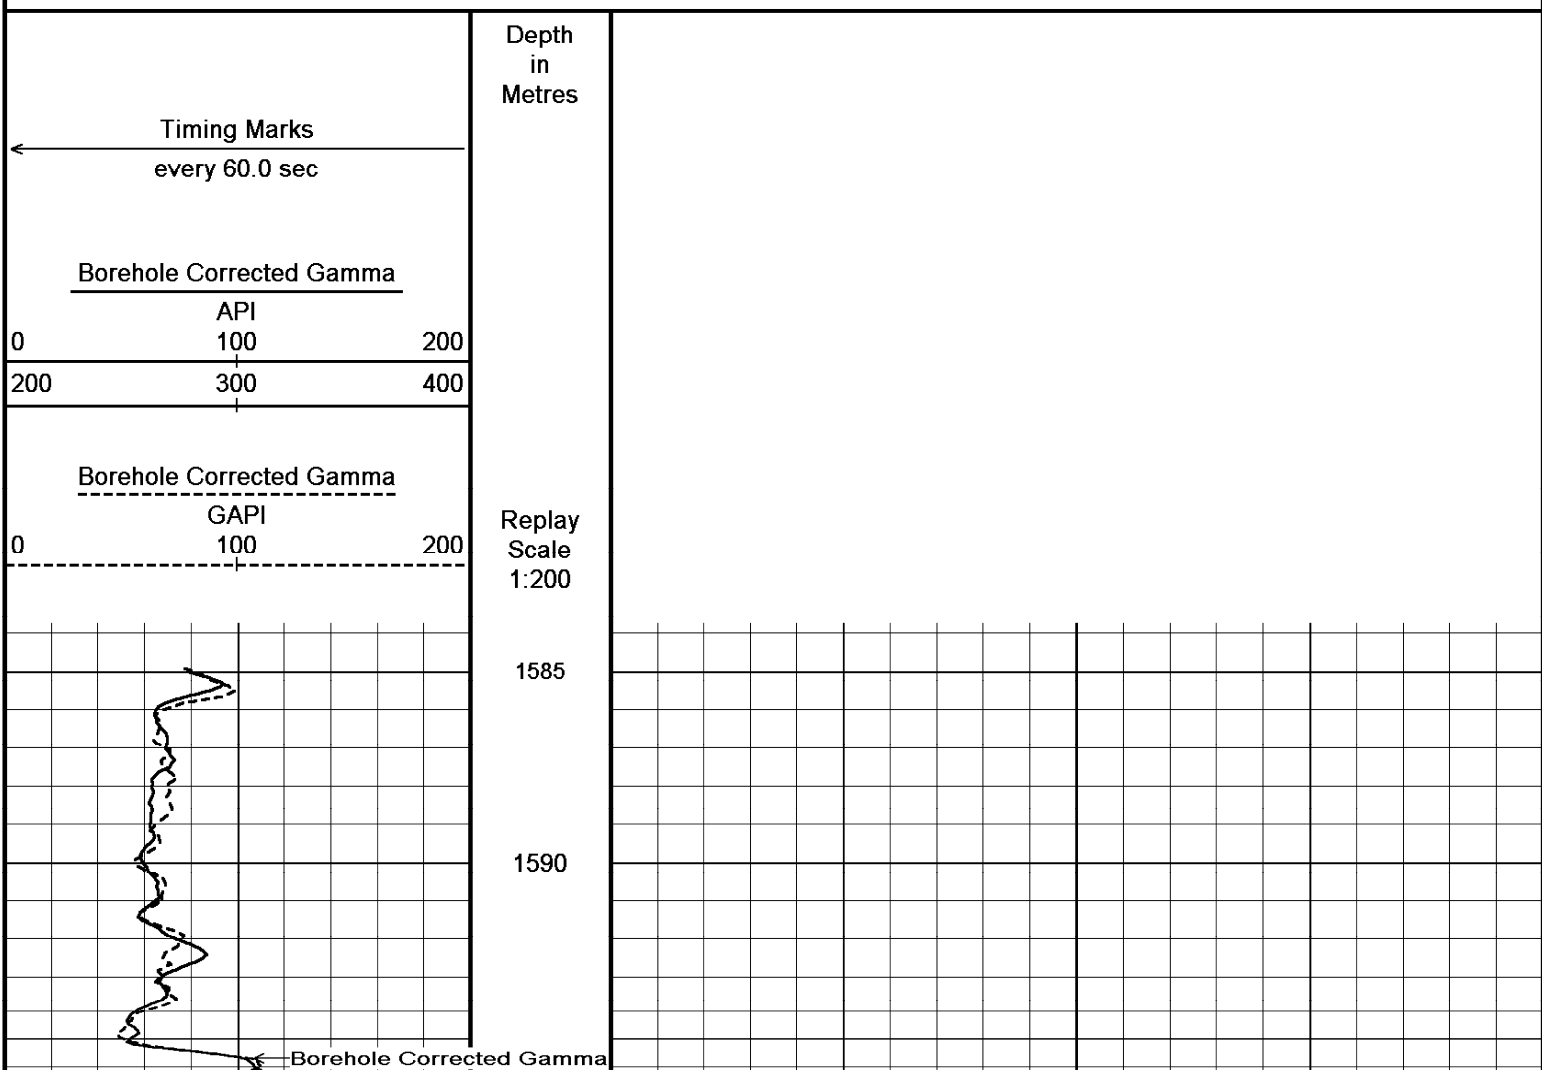 Depth
in
Metres
Timing Marks
every 60.0 sec
Borehole Corrected Gamma
API
0 100 200
200 300 400
Borehole Corrected Gamma
GAPI
0 100 200
Replay
Scale
1:200
1585
1590
Borehole Corrected Gamma